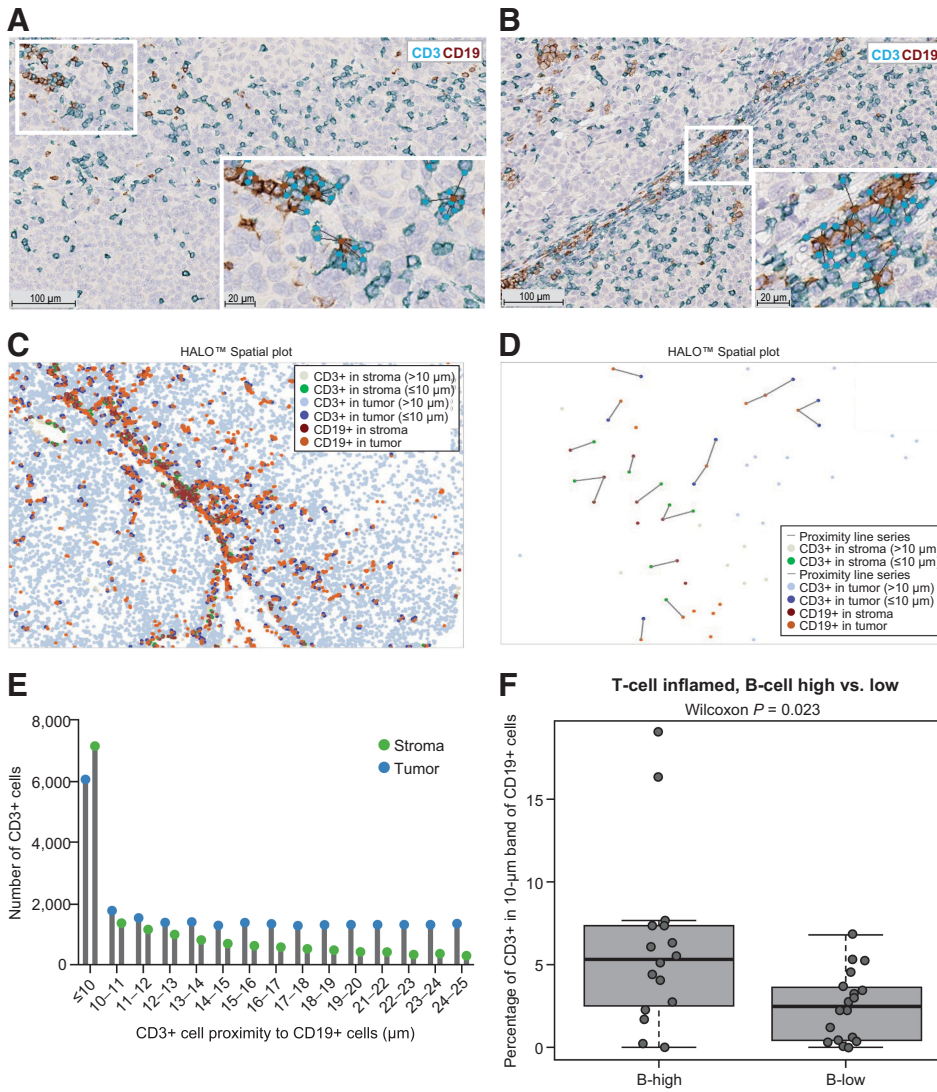 A
CD3 CD19
100 µm
20 µm
B
CD3 CD19
100 µm
20 µm
C
HALO™ Spatial plot
CD3+ in stroma (>10 µm)
CD3+ in stroma (≤10 µm)
CD3+ in tumor (>10 µm)
CD3+ in tumor (≤10 µm)
CD19+ in stroma
CD19+ in tumor
D
HALO™ Spatial plot
Proximity line series
CD3+ in stroma (>10 µm)
CD3+ in stroma (≤10 µm
Proximity line series
CD3+ in tumor (>10 µm)
CD3+ in tumor (≤10 µm)
CD19+ in stroma
CD19+ in tumor
E
Number of CD3+ cells
8,000
6,000
4,000
2,000
0
Stroma
Tumor
≤10
10–11
11–12
12–13
13–14
14–15
15–16
16–17
17–18
18–19
19–20
21–22
22–23
23–24
24–25
CD3+ cell proximity to CD19+ cells (µm)
F
T-cell inflamed, B-cell high vs. low
Wilcoxon P = 0.023
Percentage of CD3+ in 10-µm band of CD19+ cells
15
10
5
0
B-high
B-low